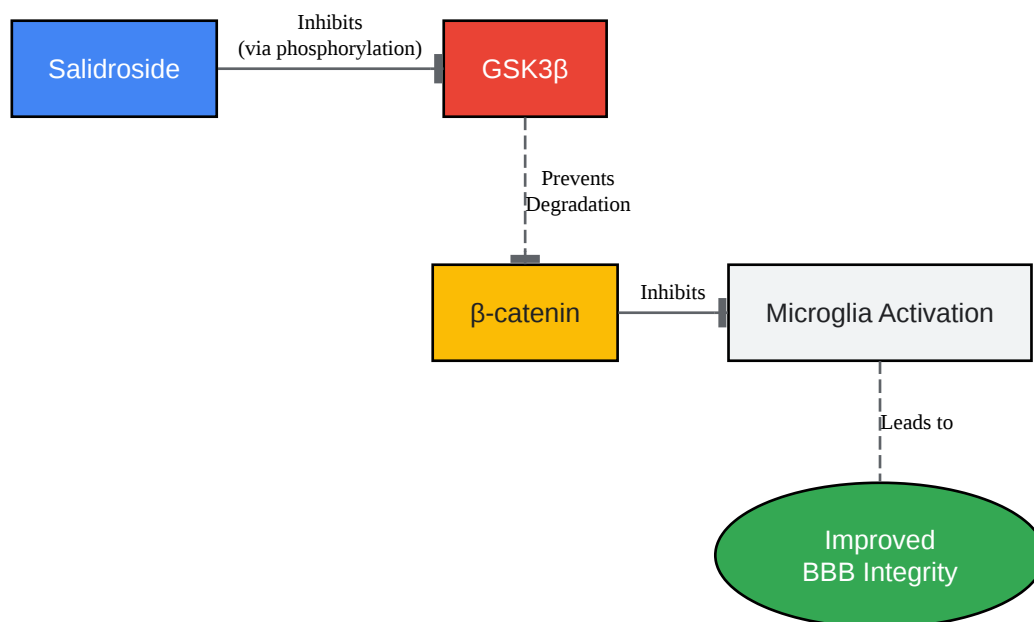 Inhibits
(via phosphorylation)
Salidroside
GSK3β
Prevents
Degradation
β-catenin
Inhibits
Microglia Activation
Leads to
Improved
BBB Integrity